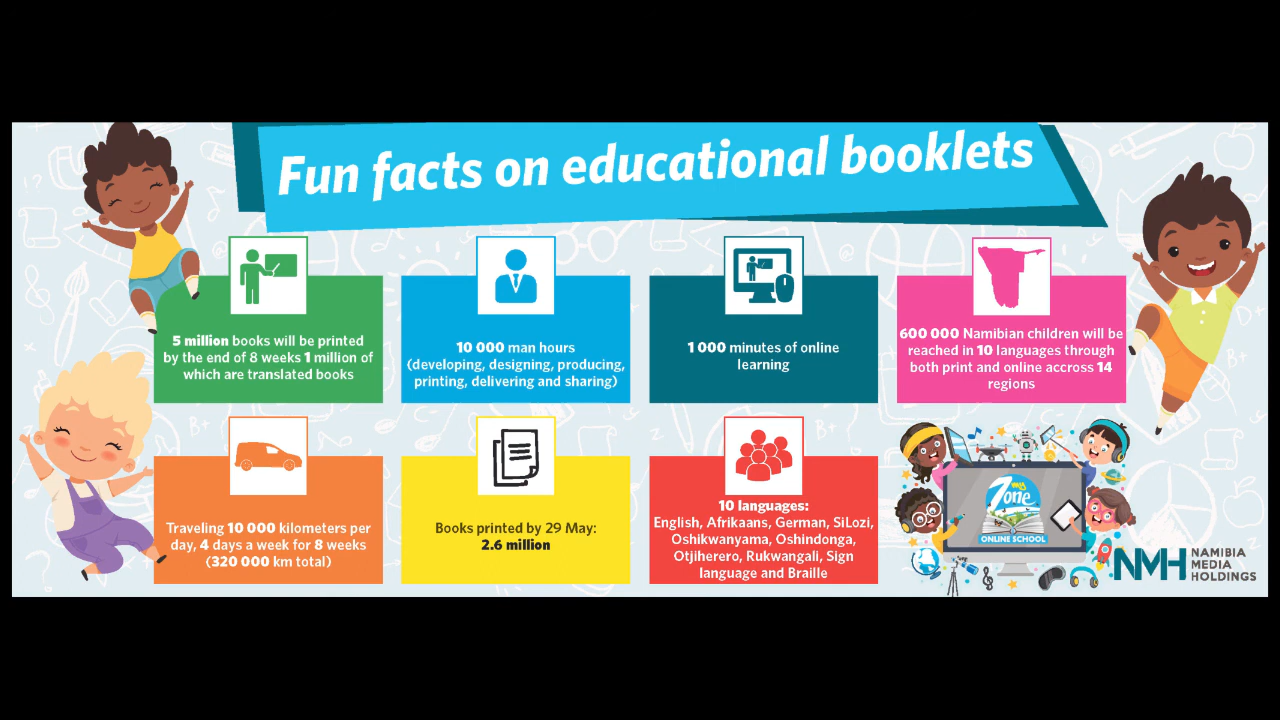 Fun facts on educational booklets
5 million books will be printed
by the end of 8 weeks 1 million of
which are translated books
10 000 man hours
(developing, designing, producing,
printing, delivering and sharing)
1 000 minutes of online
learning
600 000 Namibian children will be
reached in 10 languages through
both print and online accross 14
regions
Traveling 10 000 kilometers per
day, 4 days a week for 8 weeks
(320 000 km total)
Books printed by 29 May:
2.6 million
10 languages:
English, Afrikaans, German, SiLozi,
Oshikwanyama, Oshindonga,
Otjiherero, Rukwangali, Sign
language and Braille
my
Zone
ONLINE SCHOOL
NMH
NAMIBIA
MEDIA
HOLDINGS